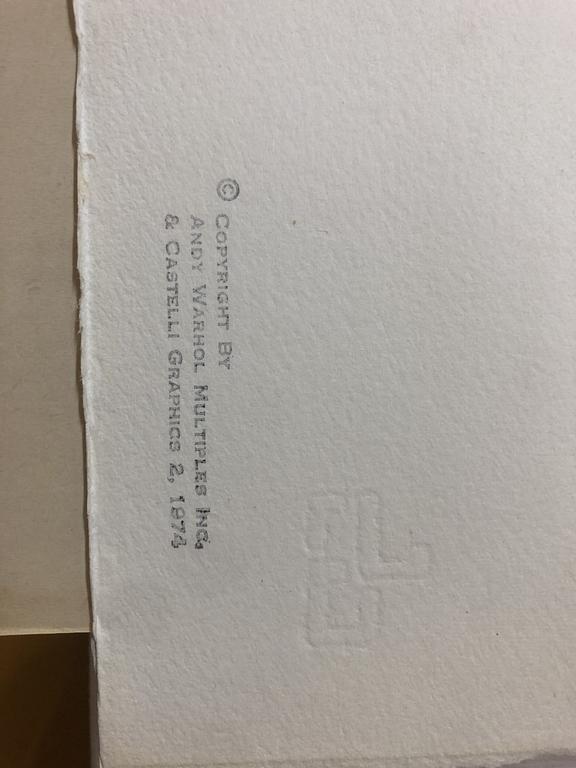 © COPYRIGHT BY
ANDY WARHOL MULTIPLES INC.
& CASTELLI GRAPHICS 2, 1974